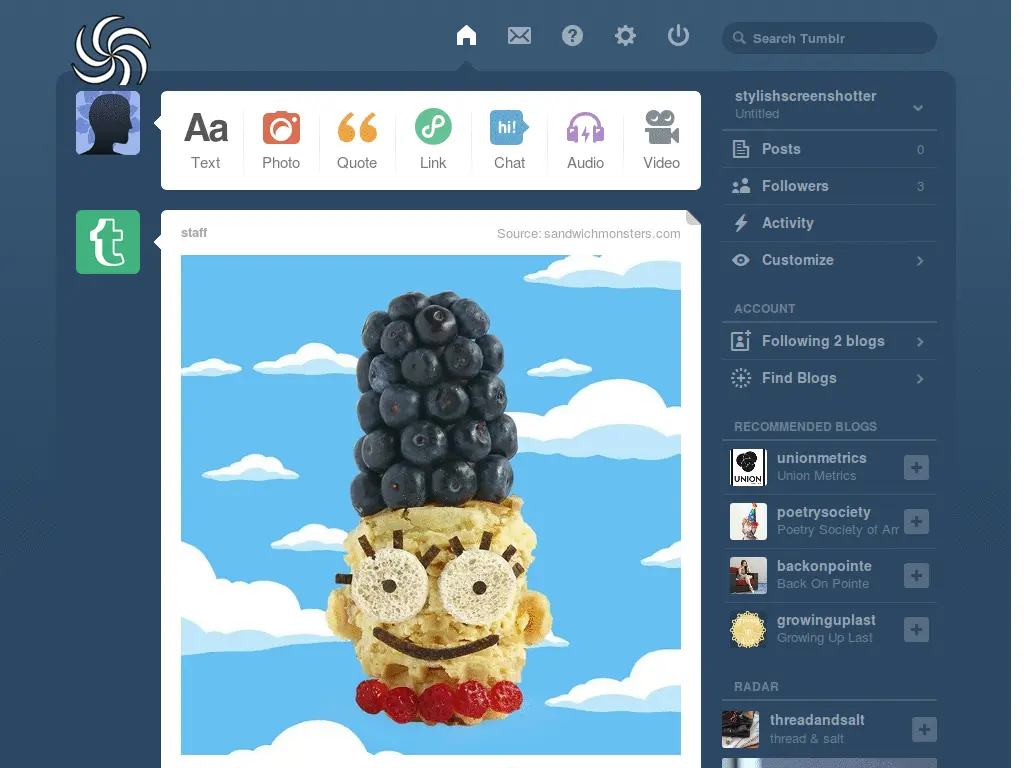 Search Tumblr
Aa
Text
Photo
Quote
Link
hi!
Chat
Audio
Video
staff
Source: sandwichmonsters.com
t
stylishscreenshotter
Untitled
Posts 0
Followers 3
Activity
Customize
ACCOUNT
Following 2 blogs
Find Blogs
RECOMMENDED BLOGS
UNION
unionmetrics
Union Metrics
poetrysociety
Poetry Society of Am
backonpointe
Back On Pointe
growinguplast
Growing Up Last
RADAR
threadandsalt
thread & salt